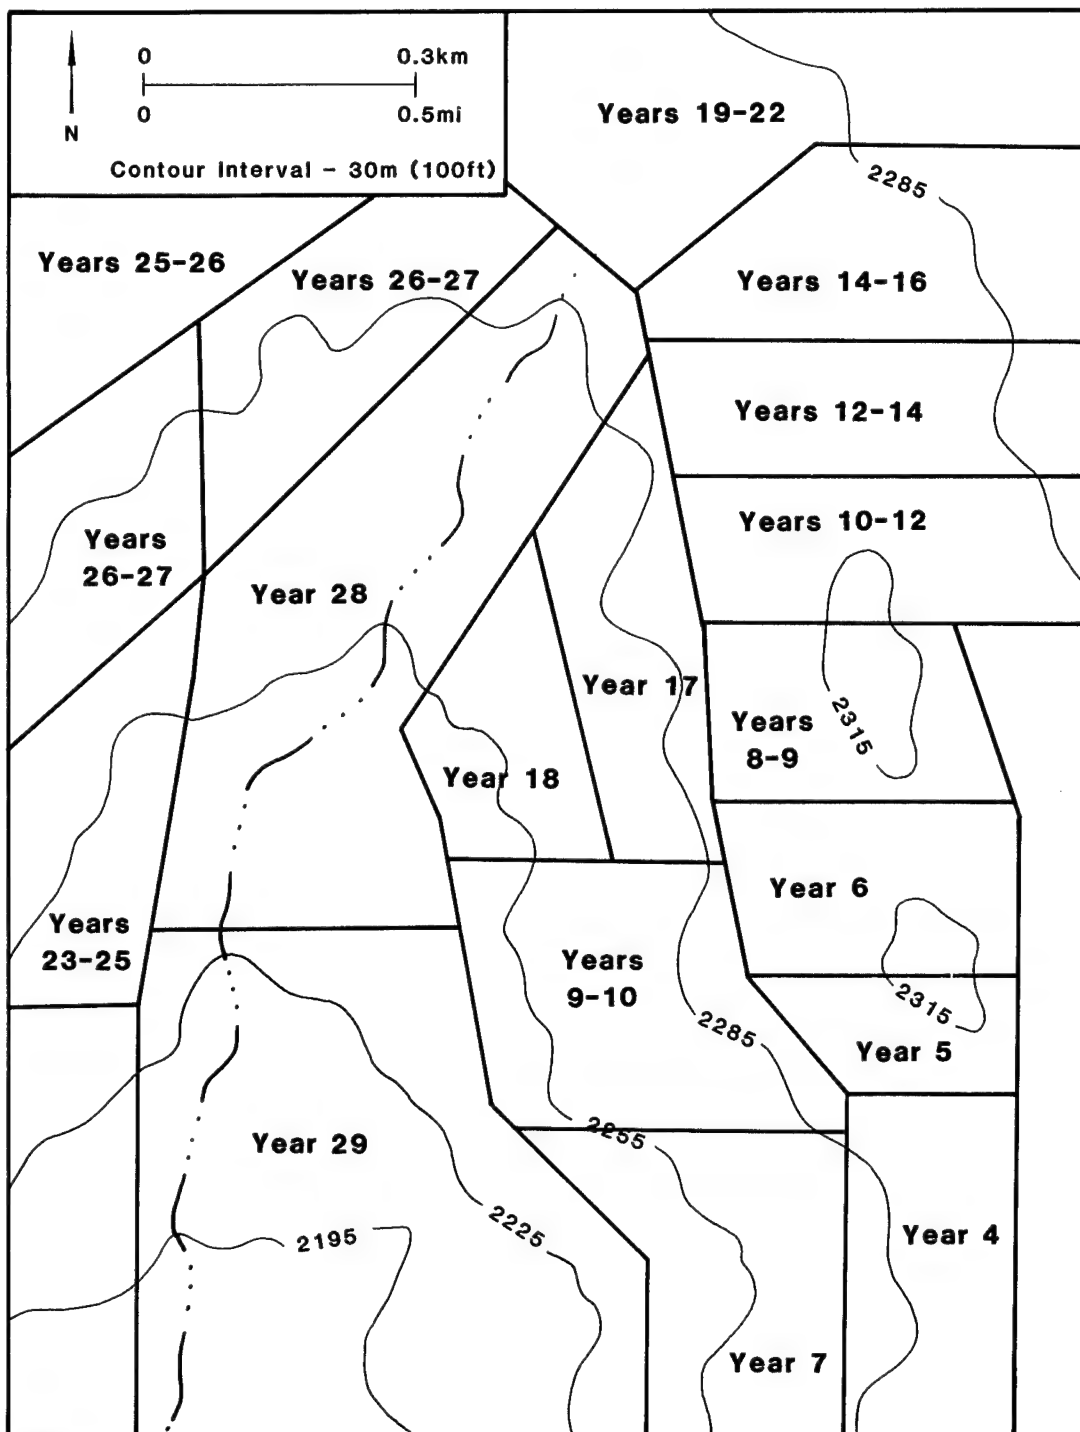 0 0.3km
0 0.5mi
N
Contour Interval - 30m (100ft)
Years 19-22
2285
Years 25-26
Years 26-27
Years 14-16
Years 12-14
Years 10-12
Years
26-27
Year 28
Year 17
2315
Years
8-9
Year 18
Year 6
Years
23-25
Years
9-10
2315
2285
Year 5
2255
Year 29
2225
2195
Year 4
Year 7